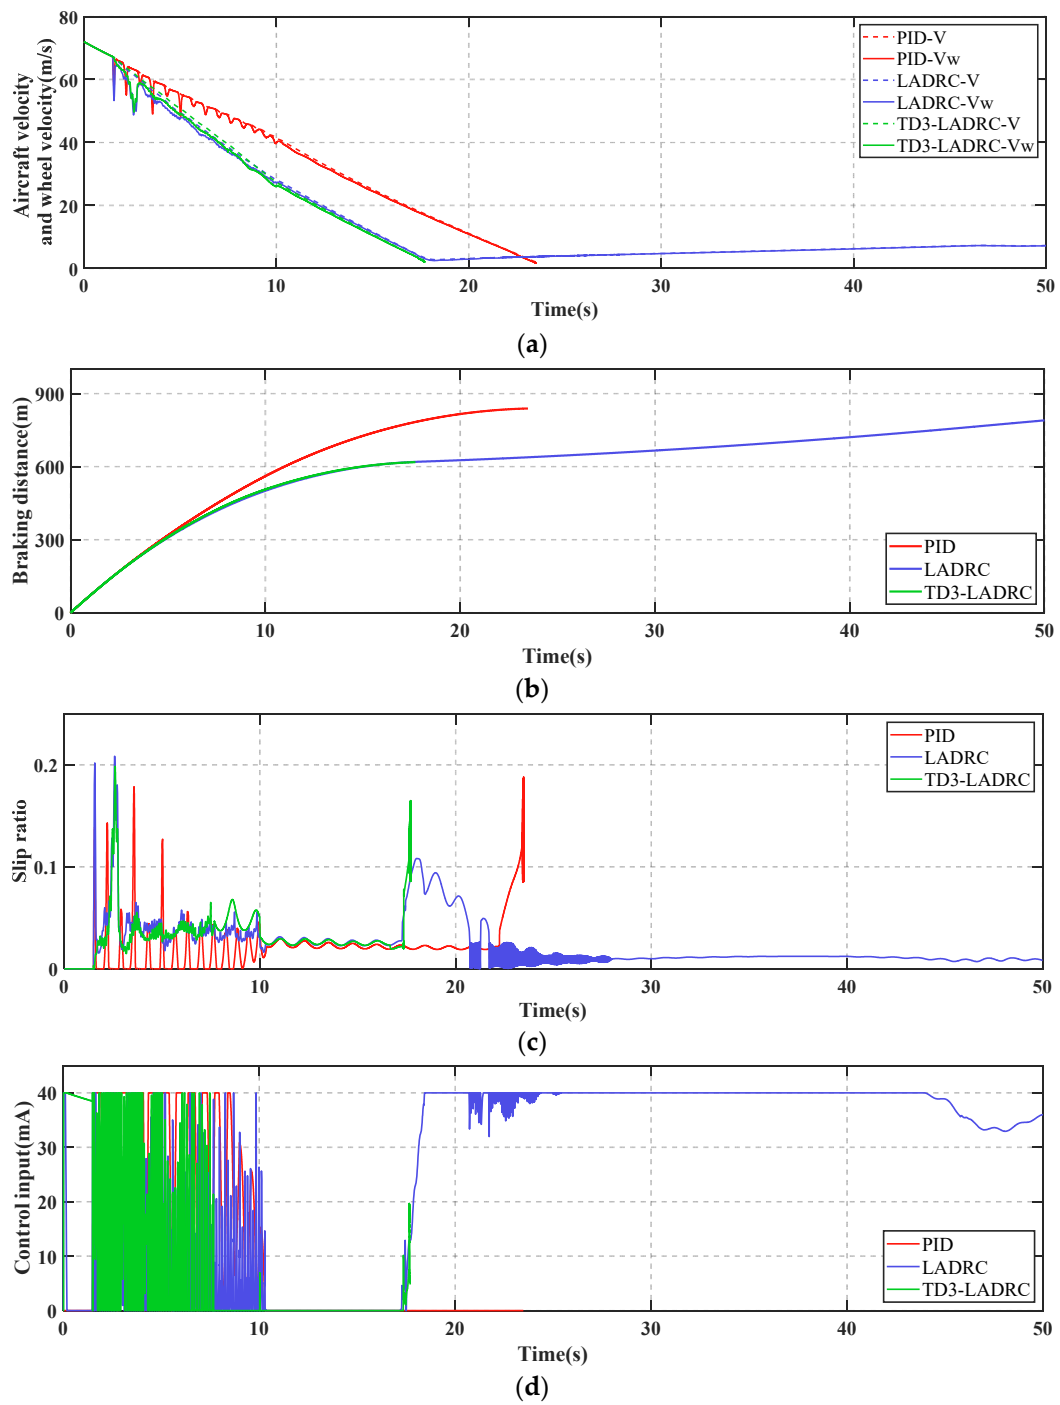 Aircraft velocity
and wheel velocity(m/s)
80
60
40
20
0
PID-V
PID-Vw
LADRC-V
LADRC-Vw
TD3-LADRC-V
TD3-LADRC-Vw
0 10 20 30 40 50
Time(s)
(a)
Braking distance(m)
900
600
300
0
PID
LADRC
TD3-LADRC
0 10 20 30 40 50
Time(s)
(b)
Slip ratio
0.2
0.1
0
PID
LADRC
TD3-LADRC
0 10 20 30 40 50
Time(s)
(c)
Control input(mA)
40
30
20
10
0
PID
LADRC
TD3-LADRC
0 10 20 30 40 50
Time(s)
(d)